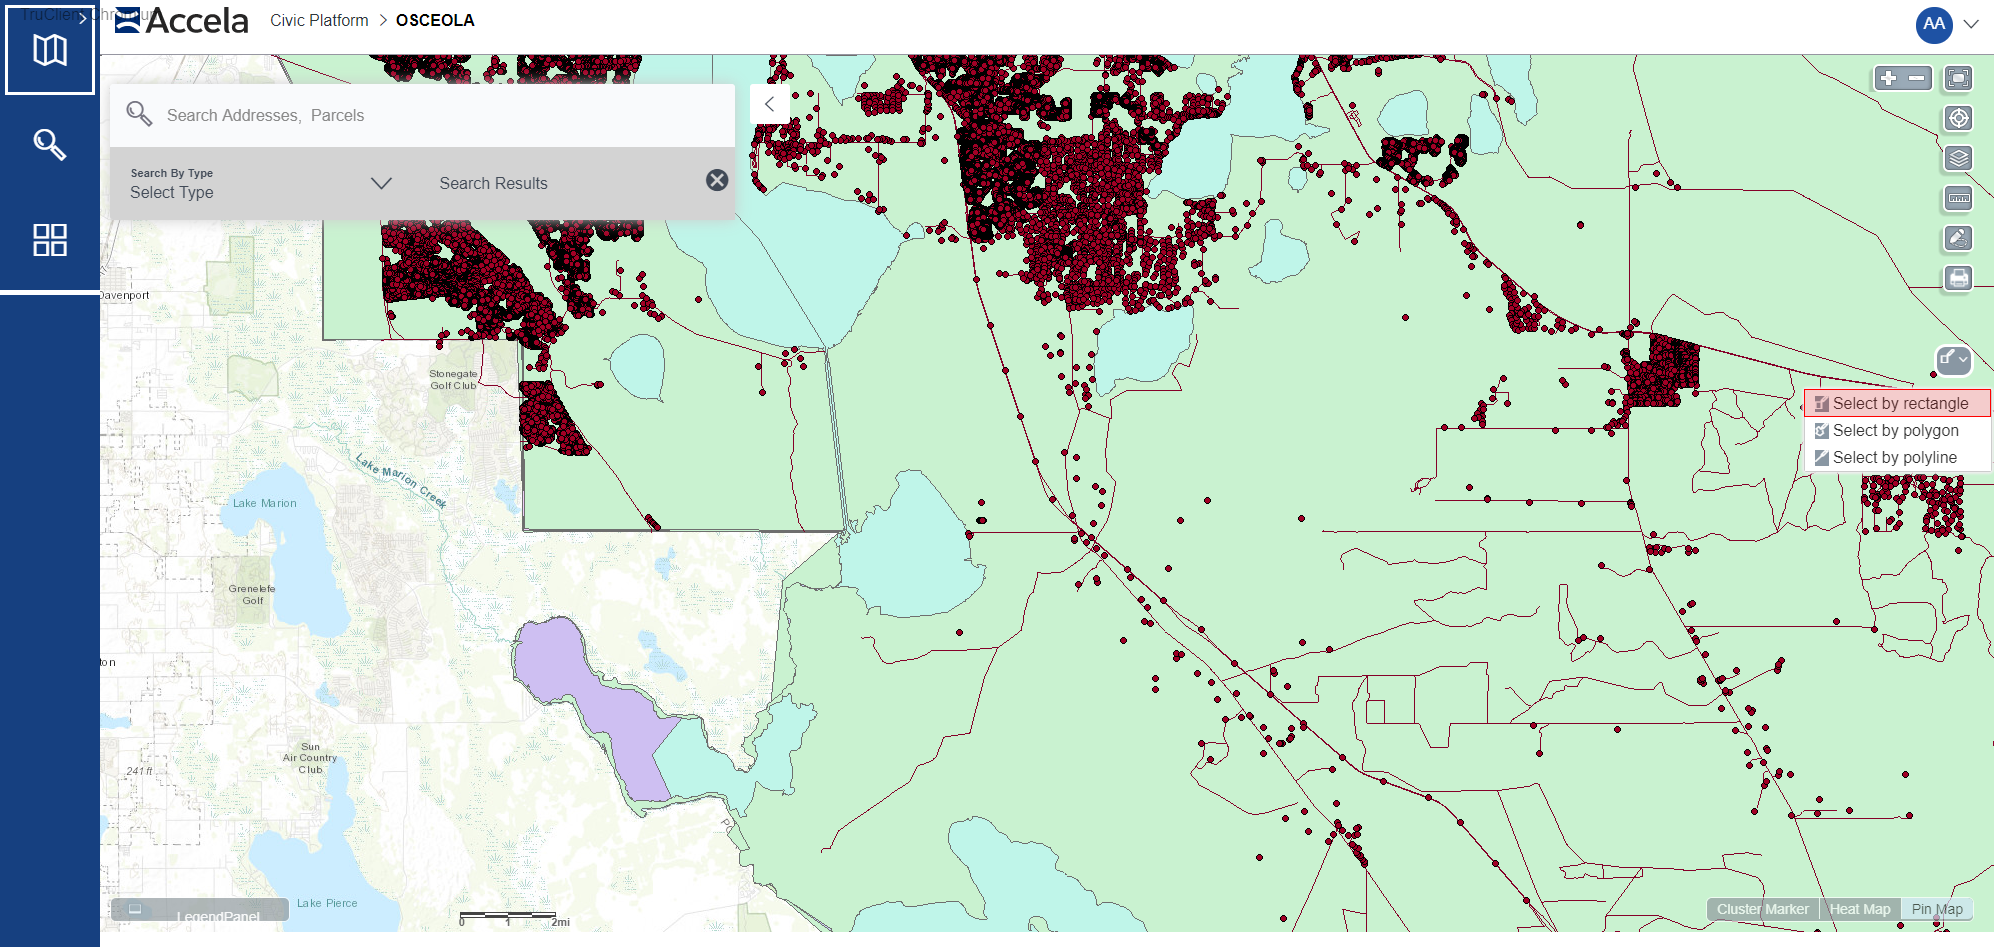 TruClient Chromium
Accela
Civic Platform > OSCEOLA
AA
Search Addresses, Parcels
Search By Type
Select Type
Search Results
Davenport
Stonegate
Golf Club
Select by rectangle
Select by polygon
Select by polyline
Lake Marion Creek
Lake Marion
Grenelefe
Golf
ton
Sun
Air Country
Club
241 ft
Lake Pierce
LegendPanel
0 1 2mi
Cluster Marker Heat Map Pin Map